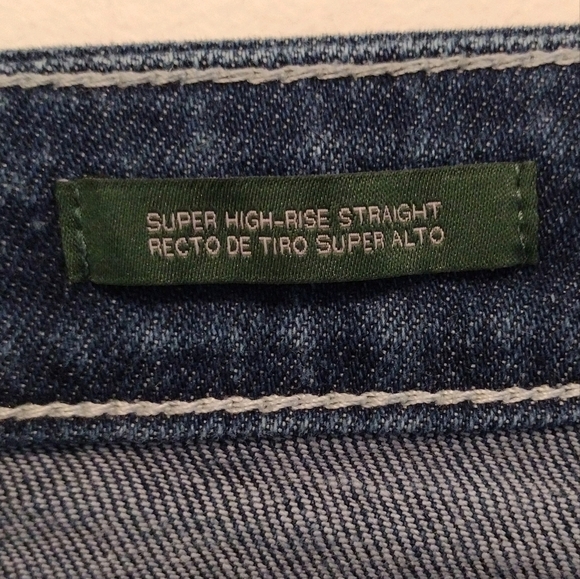 SUPER HIGH-RISE STRAIGHT
RECTO DE TIRO SUPER ALTO